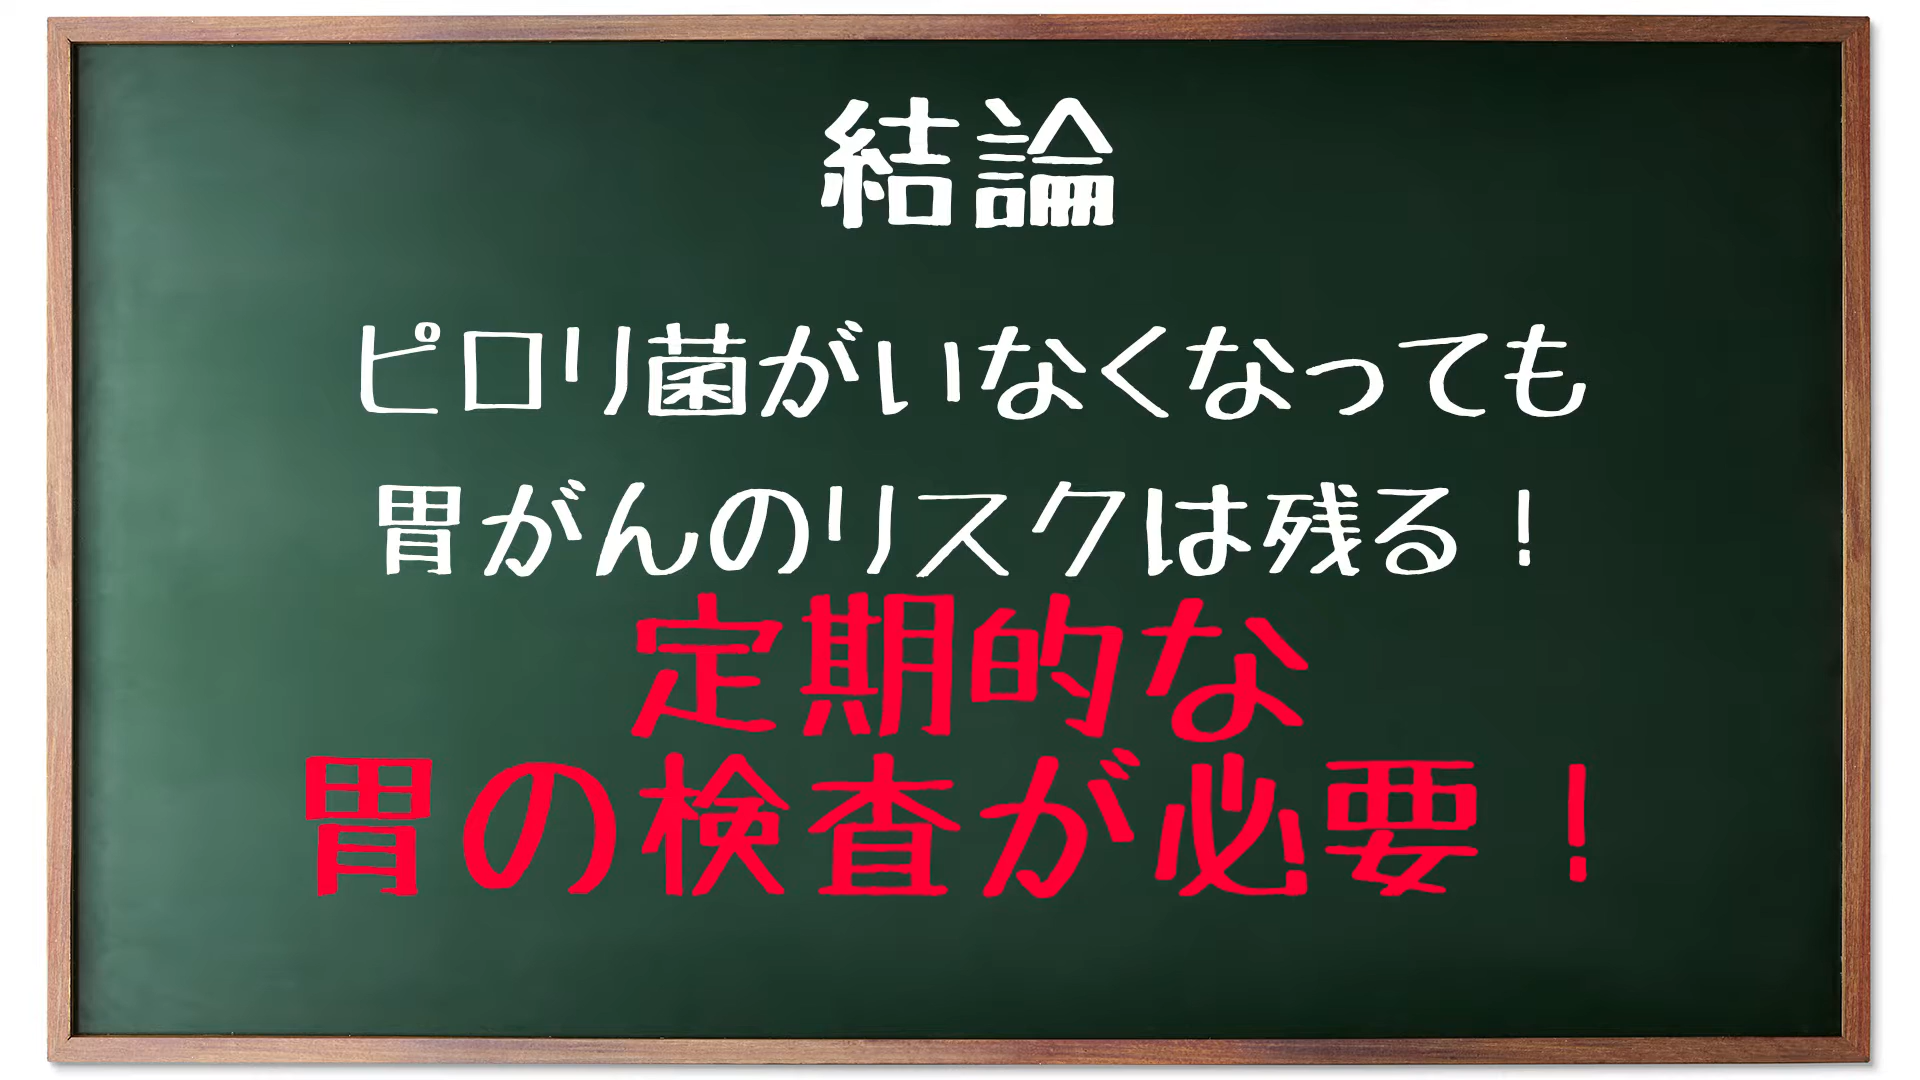 結論
ピロリ菌がいなくなっても
胃がんのリスクは残る！
定期的な
胃の検査が必要！